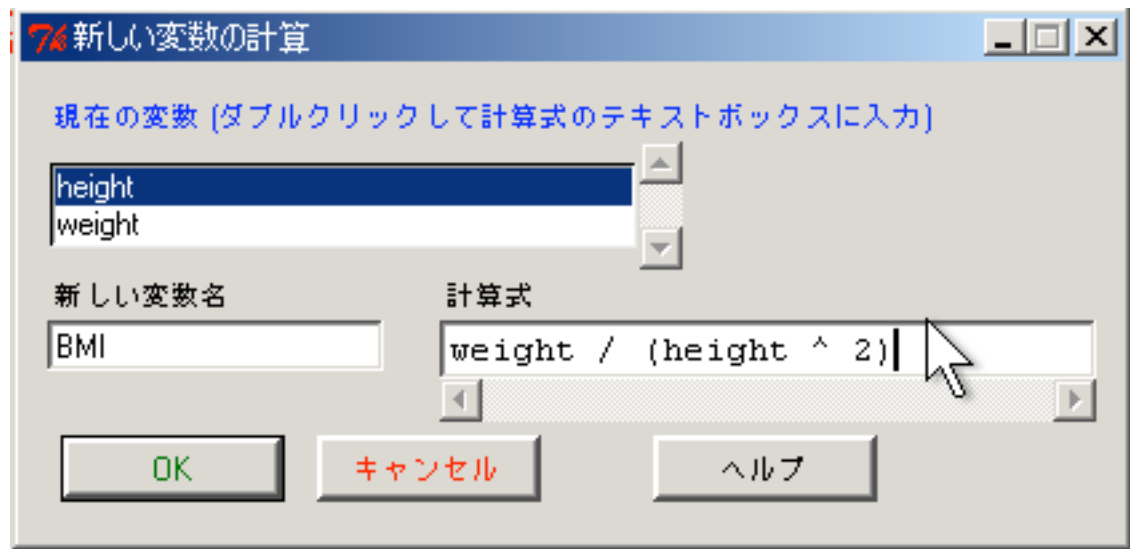 新しい変数の計算
現在の変数 (ダブルクリックして計算式のテキストボックスに入力)
height
weight
新しい変数名
計算式
BMI
weight / (height ^ 2)
OK
キャンセル
ヘルプ